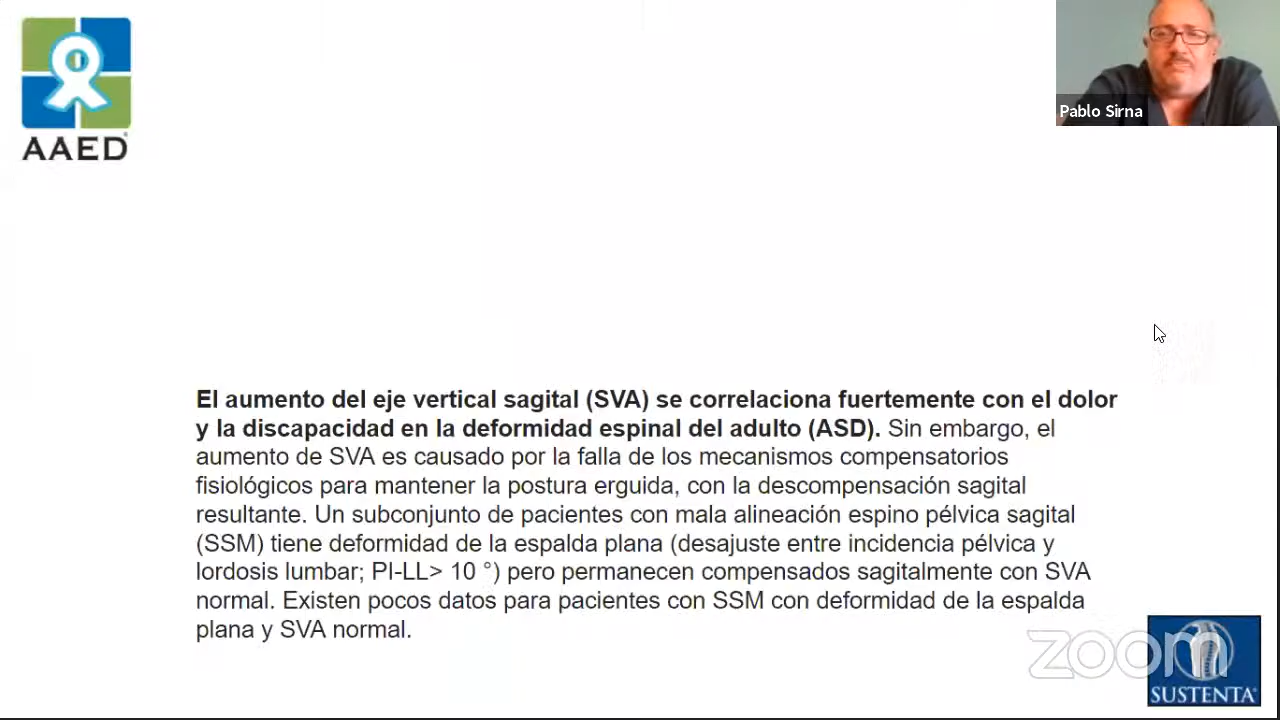 AAED
Pablo Sirna
El aumento del eje vertical sagital (SVA) se correlaciona fuertemente con el dolor
y la discapacidad en la deformidad espinal del adulto (ASD). Sin embargo, el
aumento de SVA es causado por la falla de los mecanismos compensatorios
fisiológicos para mantener la postura erguida, con la descompensación sagital
resultante. Un subconjunto de pacientes con mala alineación espino pélvica sagital
(SSM) tiene deformidad de la espalda plana (desajuste entre incidencia pélvica y
lordosis lumbar; PI-LL> 10 °) pero permanecen compensados sagitalmente con SVA
normal. Existen pocos datos para pacientes con SSM con deformidad de la espalda
plana y SVA normal.
zoom
SUSTENTA